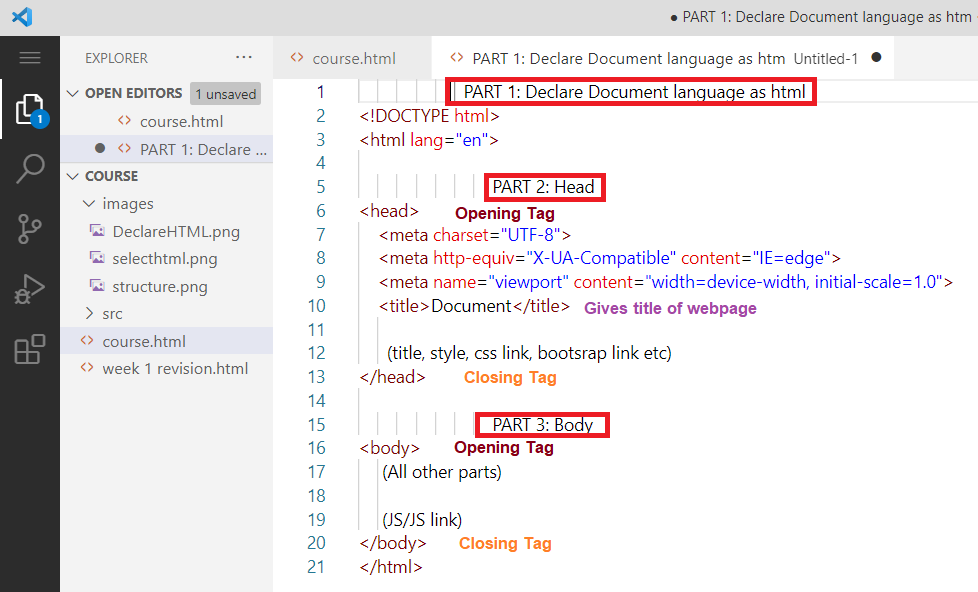 ● PART 1: Declare Document language as htm
EXPLORER ···
course.html
PART 1: Declare Document language as htm Untitled-1 ●
OPEN EDITORS 1 unsaved
course.html
● PART 1: Declare ...
COURSE
images
DeclareHTML.png
selecthtml.png
structure.png
src
course.html
week 1 revision.html
1
1 PART 1: Declare Document language as html
2 <!DOCTYPE html>
3 <html lang="en">
4
5 PART 2: Head
6 <head> Opening Tag
7 <meta charset="UTF-8">
8 <meta http-equiv="X-UA-Compatible" content="IE=edge">
9 <meta name="viewport" content="width=device-width, initial-scale=1.0">
10 <title>Document</title> Gives title of webpage
11
12 (title, style, css link, bootsrap link etc)
13 </head> Closing Tag
14
15 PART 3: Body
16 <body> Opening Tag
17 (All other parts)
18
19 (JS/JS link)
20 </body> Closing Tag
21 </html>